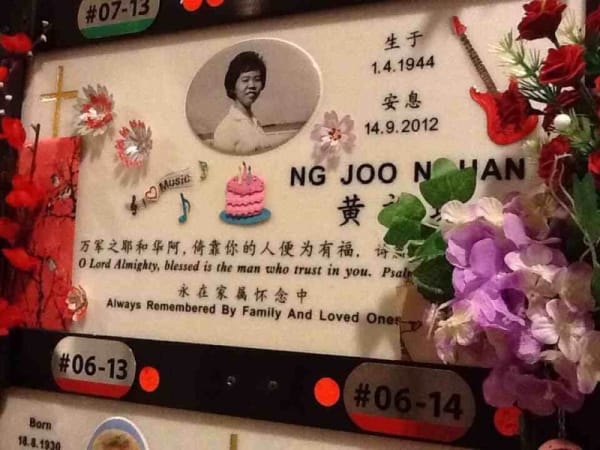 #07-13
生于
1.4.1944
安息
14.9.2012
NG JOO HAN
黄
I Music
万军之耶和华阿,倚靠你的人便为有福,
O Lord Almighty, blessed is the man who trust in you.
永在家属怀念中
Always Remembered By Family And Loved Ones
#06-13
#06-14
Born
18.8.1930